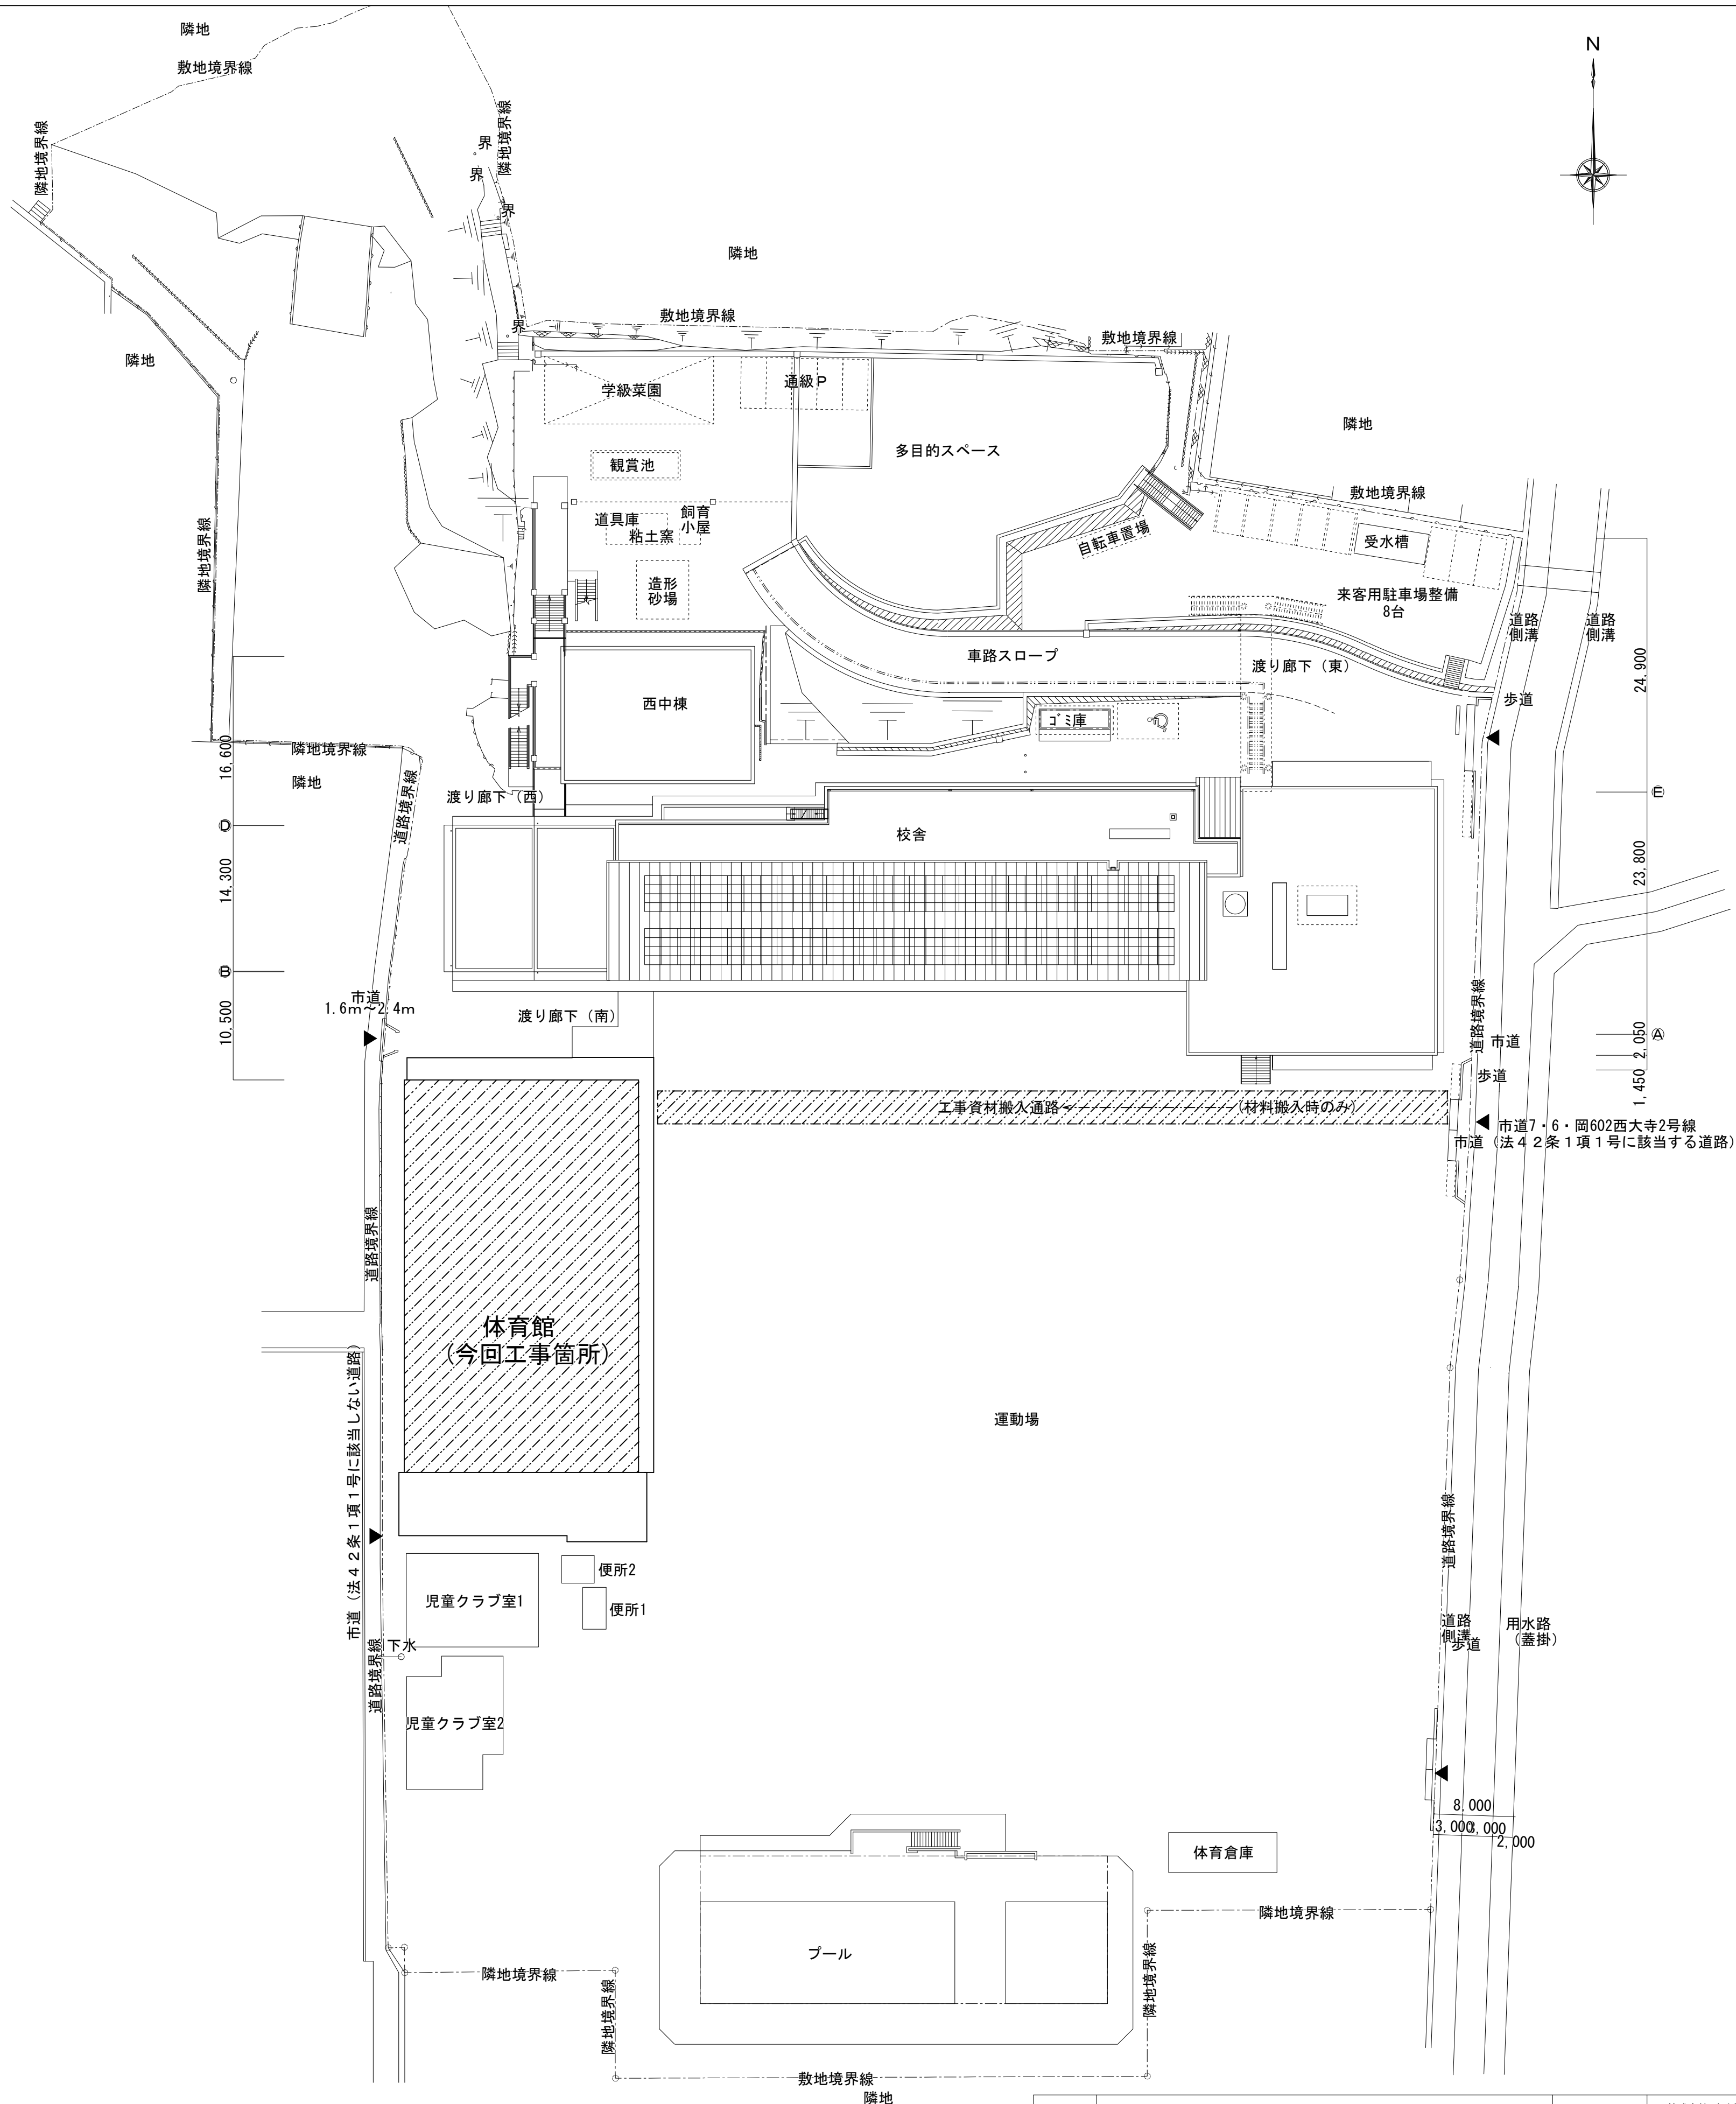 隣地
敷地境界線
N
隣地境界線
隣地境界線
界
界
界
隣地
敷地境界線
界
敷地境界線
隣地
学級菜園
通級P
隣地
多目的スペース
観賞池
敷地境界線
道具庫
飼育
小屋
粘土窯
自転車置場
受水槽
隣地境界線
造形
砂場
来客用駐車場整備
8台
道路
側溝
道路
側溝
車路スロープ
渡り廊下（東）
24,900
西中棟
歩道
ゴミ庫
16,600
隣地境界線
隣地
道路境界線
渡り廊下（西）
E
D
校舎
14,300
23,800
B
市道
1.6m～2.4m
10,500
渡り廊下（南）
道路境界線
市道
2,050
A
歩道
1,450
工事資材搬入通路
(材料搬入時のみ)
市道7・6・岡602西大寺2号線
市道（法４２条１項１号に該当する道路）
道路境界線
体育館
(今回工事箇所)
市道（法４２条１項１号に該当しない道路）
運動場
道路境界線
便所2
児童クラブ室1
便所1
道路
側溝
歩道
用水路
（蓋掛）
下水
道路境界線
児童クラブ室2
8,000
3,000
3,000
2,000
体育倉庫
隣地境界線
プール
隣地境界線
隣地境界線
隣地境界線
敷地境界線
隣地